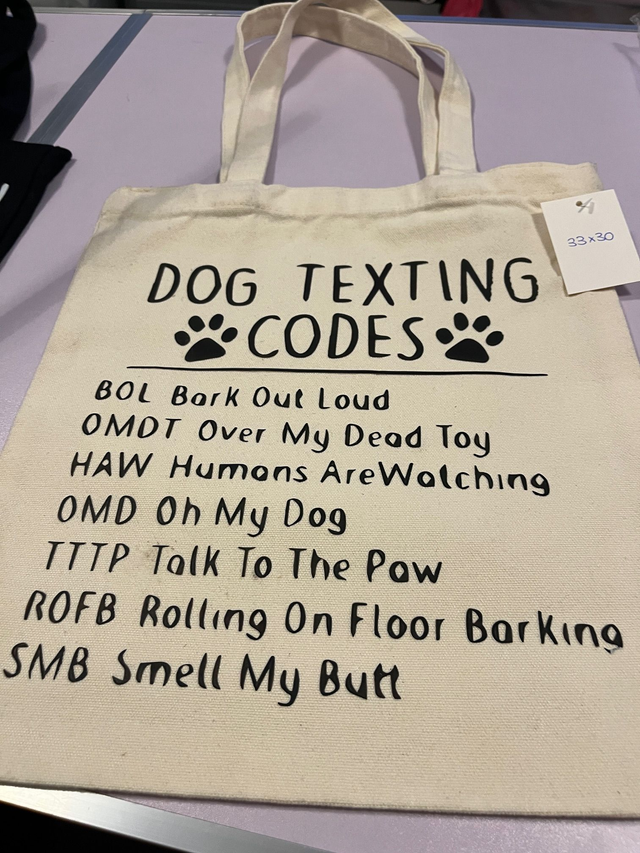 33x30
DOG TEXTING
CODES
BOL Bark Out Loud
OMDT Over My Dead Toy
HAW Humans AreWatching
OMD Oh My Dog
TTTP Talk To The Paw
ROFB Rolling On Floor Barking
SMB Smell My Butt